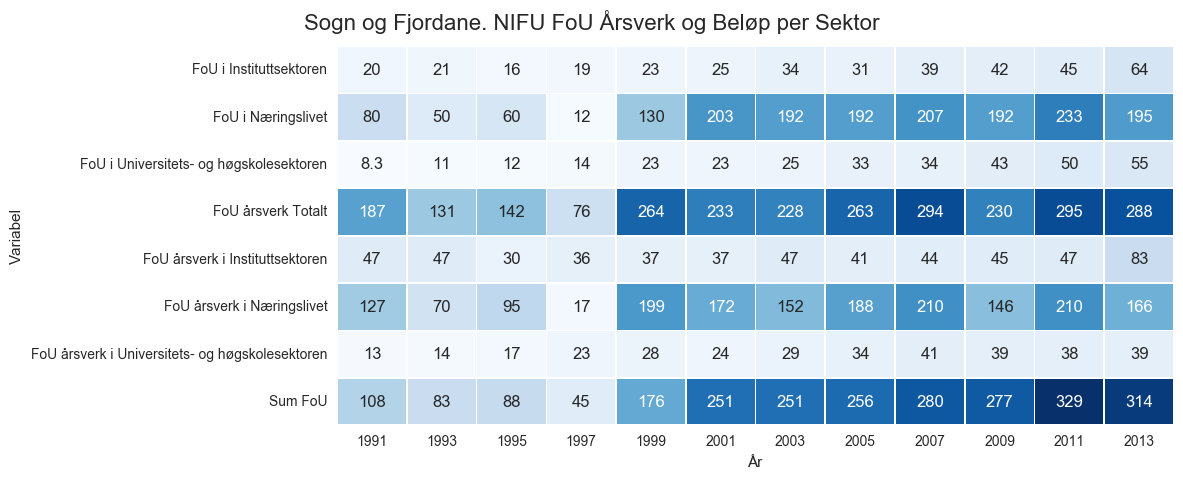 Sogn og Fjordane. NIFU FoU Årsverk og Beløp per Sektor
Variabel
FoU i Instituttsektoren 20 21 16 19 23 25 34 31 39 42 45 64
FoU i Næringslivet 80 50 60 12 130 203 192 192 207 192 233 195
FoU i Universitets- og høgskolesektoren 8.3 11 12 14 23 23 25 33 34 43 50 55
FoU årsverk Totalt 187 131 142 76 264 233 228 263 294 230 295 288
FoU årsverk i Instituttsektoren 47 47 30 36 37 37 47 41 44 45 47 83
FoU årsverk i Næringslivet 127 70 95 17 199 172 152 188 210 146 210 166
FoU årsverk i Universitets- og høgskolesektoren 13 14 17 23 28 24 29 34 41 39 38 39
Sum FoU 108 83 88 45 176 251 251 256 280 277 329 314
1991 1993 1995 1997 1999 2001 2003 2005 2007 2009 2011 2013
År